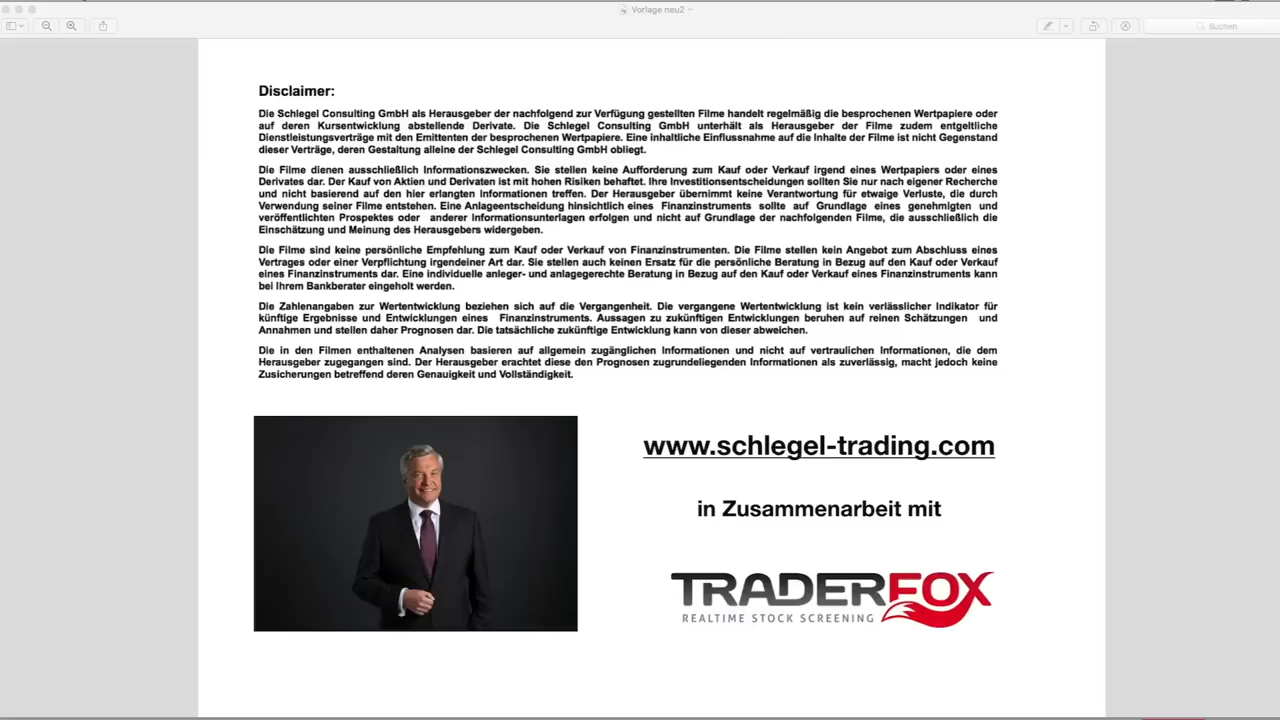 Vorlage neu2
Suchen
Disclaimer:
Die Schlegel Consulting GmbH als Herausgeber der nachfolgend zur Verfügung gestellten Filme handelt regelmäßig die besprochenen Wertpapiere oder
auf deren Kursentwicklung abstellende Derivate. Die Schlegel Consulting GmbH unterhält als Herausgeber der Filme zudem entgeltliche
Dienstleistungsverträge mit den Emittenten der besprochenen Wertpapiere. Eine inhaltliche Einflussnahme auf die Inhalte der Filme ist nicht Gegenstand
dieser Verträge, deren Gestaltung alleine der Schlegel Consulting GmbH obliegt.
Die Filme dienen ausschließlich Informationszwecken. Sie stellen keine Aufforderung zum Kauf oder Verkauf irgend eines Wertpapiers oder eines
Derivates dar. Der Kauf von Aktien und Derivaten ist mit hohen Risiken behaftet. Ihre Investitionsentscheidungen sollten Sie nur nach eigener Recherche
und nicht basierend auf den hier erlangten Informationen treffen. Der Herausgeber übernimmt keine Verantwortung für etwaige Verluste, die durch
Verwendung seiner Filme entstehen. Eine Anlageentscheidung hinsichtlich eines Finanzinstruments sollte auf Grundlage eines genehmigten und
veröffentlichten Prospektes oder anderer Informationsunterlagen erfolgen und nicht auf Grundlage der nachfolgenden Filme, die ausschließlich die
Einschätzung und Meinung des Herausgebers widergeben.
Die Filme sind keine persönliche Empfehlung zum Kauf oder Verkauf von Finanzinstrumenten. Die Filme stellen kein Angebot zum Abschluss eines
Vertrages oder einer Verpflichtung irgendeiner Art dar. Sie stellen auch keinen Ersatz für die persönliche Beratung in Bezug auf den Kauf oder Verkauf
eines Finanzinstruments dar. Eine individuelle anleger- und anlagegerechte Beratung in Bezug auf den Kauf oder Verkauf eines Finanzinstruments kann
bei Ihrem Bankberater eingeholt werden.
Die Zahlenangaben zur Wertentwicklung beziehen sich auf die Vergangenheit. Die vergangene Wertentwicklung ist kein verlässlicher Indikator für
künftige Ergebnisse und Entwicklungen eines Finanzinstruments. Aussagen zu zukünftigen Entwicklungen beruhen auf reinen Schätzungen und
Annahmen und stellen daher Prognosen dar. Die tatsächliche zukünftige Entwicklung kann von dieser abweichen.
Die in den Filmen enthaltenen Analysen basieren auf allgemein zugänglichen Informationen und nicht auf vertraulichen Informationen, die dem
Herausgeber zugegangen sind. Der Herausgeber erachtet diese den Prognosen zugrundeliegenden Informationen als zuverlässig, macht jedoch keine
Zusicherungen betreffend deren Genauigkeit und Vollständigkeit.
www.schlegel-trading.com
in Zusammenarbeit mit
TRADERFOX
REALTIME STOCK SCREENING